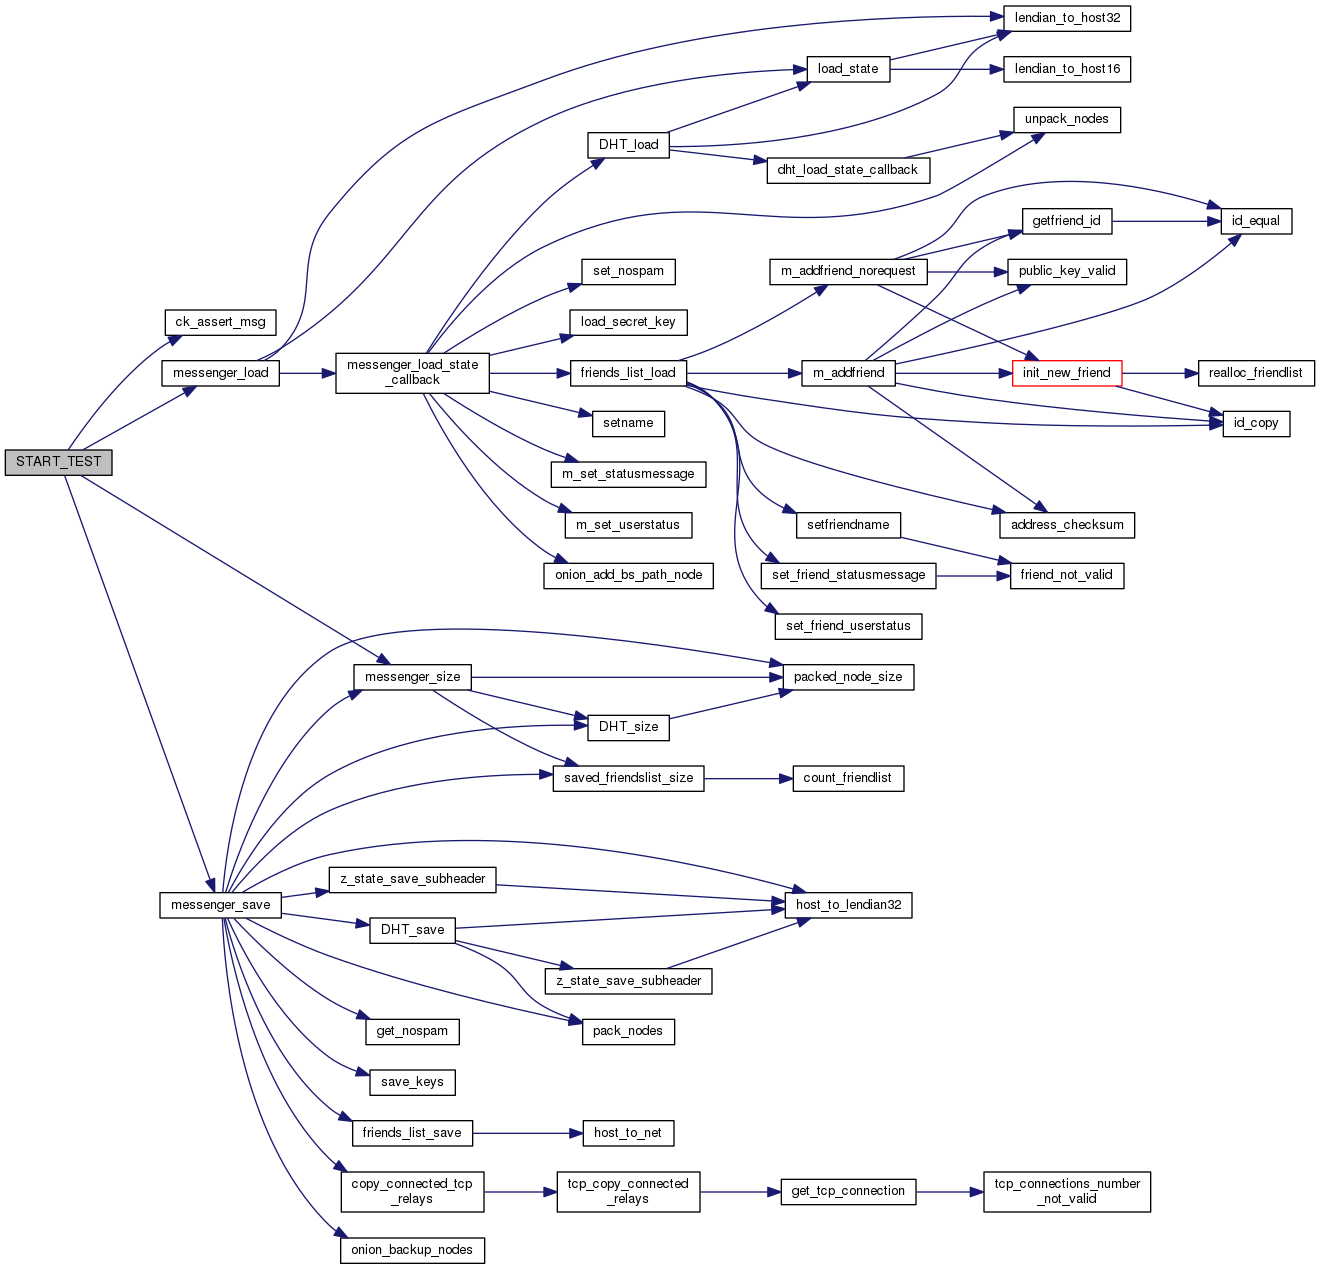 lendian_to_host32
load_state
lendian_to_host16
unpack_nodes
DHT_load
dht_load_state_callback
getfriend_id
id_equal
set_nospam
m_addfriend_norequest
public_key_valid
ck_assert_msg
load_secret_key
messenger_load
messenger_load_state
_callback
friends_list_load
m_addfriend
init_new_friend
realloc_friendlist
setname
id_copy
START_TEST
m_set_statusmessage
m_set_userstatus
setfriendname
address_checksum
onion_add_bs_path_node
set_friend_statusmessage
friend_not_valid
set_friend_userstatus
messenger_size
packed_node_size
DHT_size
saved_friendslist_size
count_friendlist
z_state_save_subheader
messenger_save
host_to_lendian32
DHT_save
z_state_save_subheader
get_nospam
pack_nodes
save_keys
friends_list_save
host_to_net
copy_connected_tcp
_relays
tcp_copy_connected
_relays
get_tcp_connection
tcp_connections_number
_not_valid
onion_backup_nodes